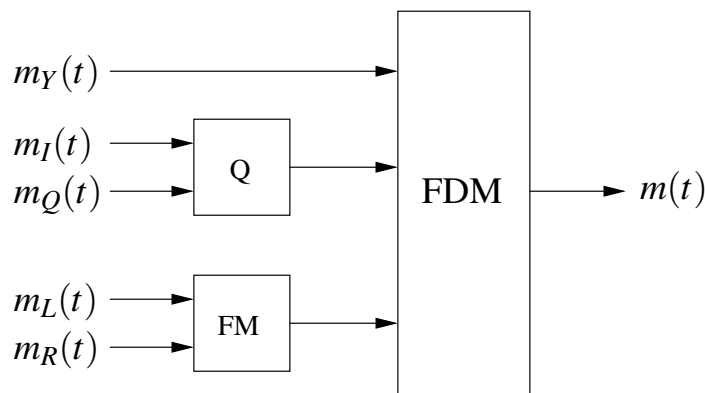 m_Y(t)
m_I(t)
Q
m_Q(t)
FDM
m(t)
m_L(t)
FM
m_R(t)